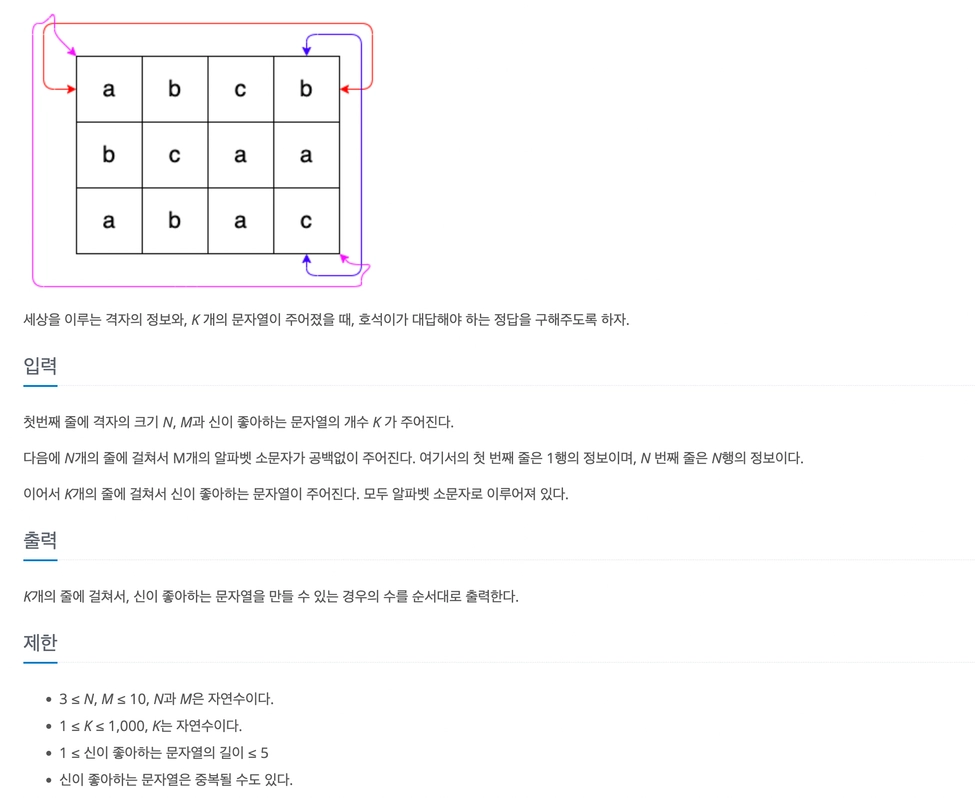 a b c b
b c a a
a b a c
세상을 이루는 격자의 정보와, K 개의 문자열이 주어졌을 때, 호석이가 대답해야 하는 정답을 구해주도록 하자.
입력
첫번째 줄에 격자의 크기 N, M과 신이 좋아하는 문자열의 개수 K 가 주어진다.
다음에 N개의 줄에 걸쳐서 M개의 알파벳 소문자가 공백없이 주어진다. 여기서의 첫 번째 줄은 1행의 정보이며, N 번째 줄은 N행의 정보이다.
이어서 K개의 줄에 걸쳐서 신이 좋아하는 문자열이 주어진다. 모두 알파벳 소문자로 이루어져 있다.
출력
K개의 줄에 걸쳐서, 신이 좋아하는 문자열을 만들 수 있는 경우의 수를 순서대로 출력한다.
제한
• 3 ≤ N, M ≤ 10, N과 M은 자연수이다.
• 1 ≤ K ≤ 1,000, K는 자연수이다.
• 1 ≤ 신이 좋아하는 문자열의 길이 ≤ 5
• 신이 좋아하는 문자열은 중복될 수도 있다.